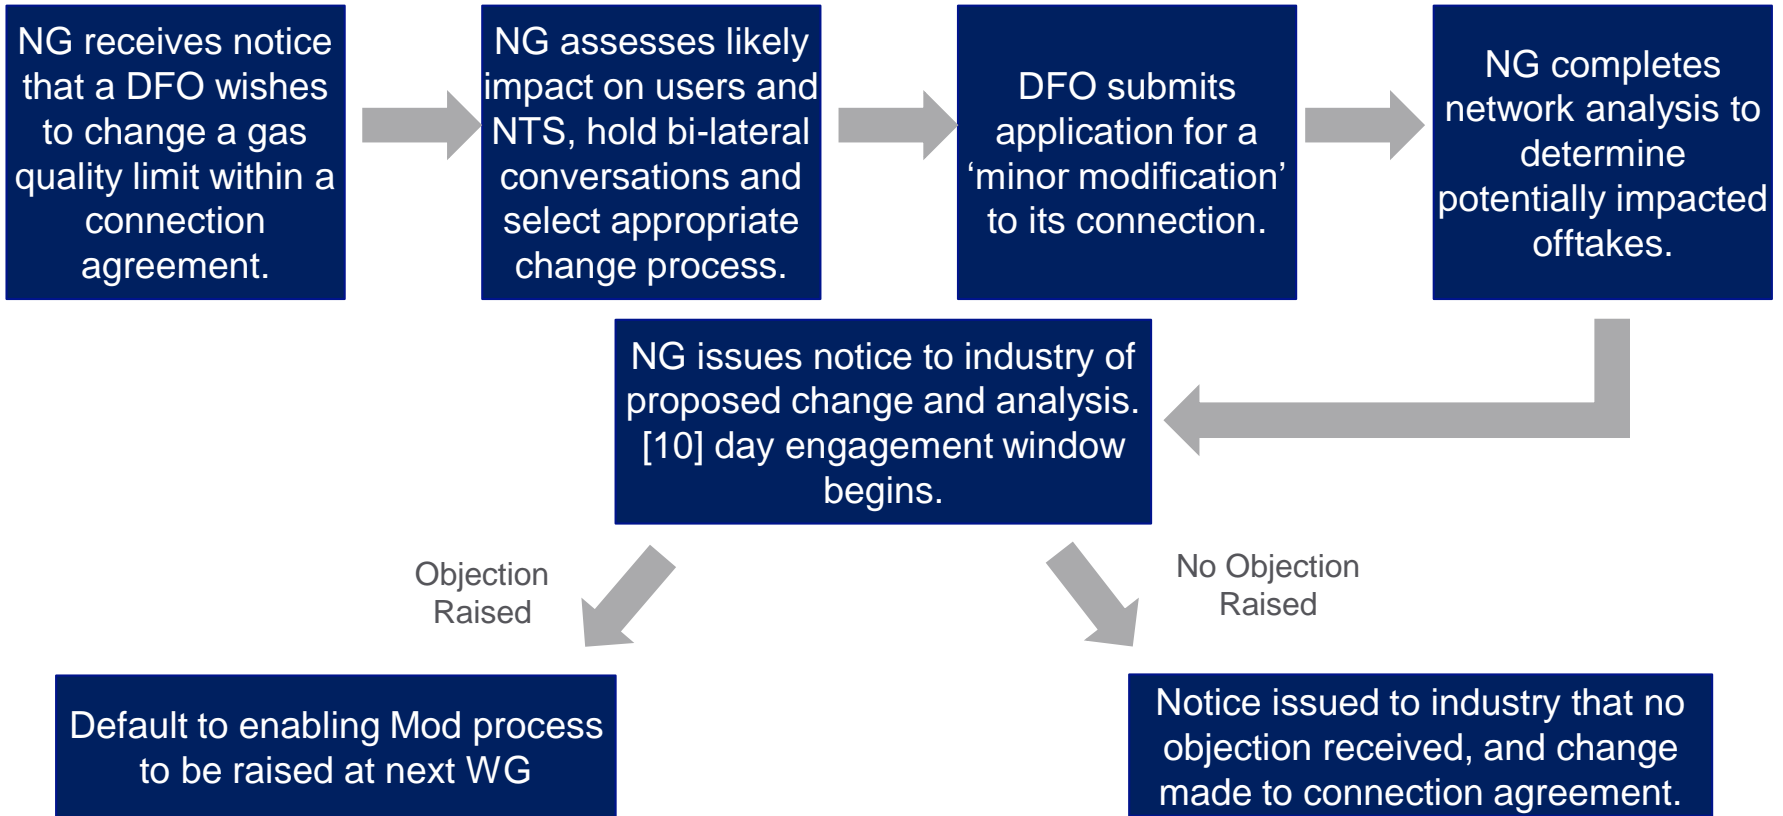 NG receives notice
that a DFO wishes
to change a gas
quality limit within a
connection
agreement.
NG assesses likely
impact on users and
NTS, hold bi-lateral
conversations and
select appropriate
change process.
DFO submits
application for a
‘minor modification’
to its connection.
NG completes
network analysis to
determine
potentially impacted
offtakes.
NG issues notice to industry of
proposed change and analysis.
[10] day engagement window
begins.
Objection
Raised
No Objection
Raised
Default to enabling Mod process
to be raised at next WG
Notice issued to industry that no
objection received, and change
made to connection agreement.